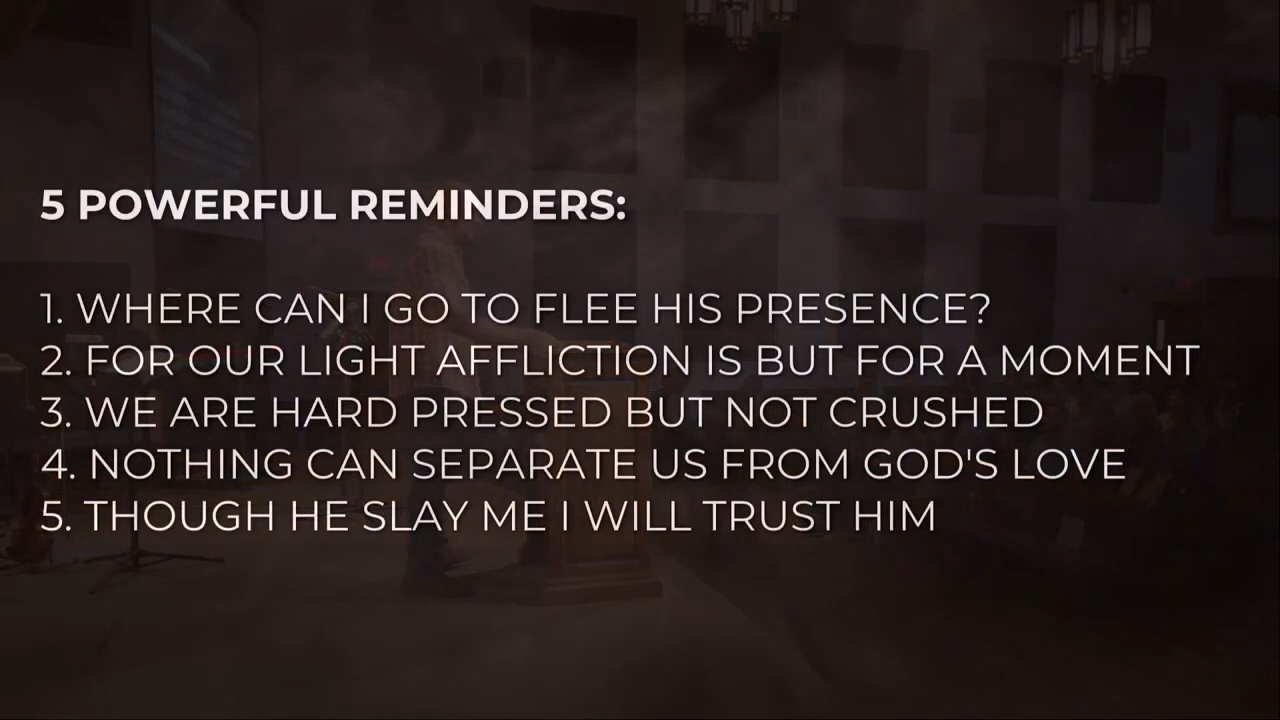 5 POWERFUL REMINDERS:
1. WHERE CAN I GO TO FLEE HIS PRESENCE?
2. FOR OUR LIGHT AFFLICTION IS BUT FOR A MOMENT
3. WE ARE HARD PRESSED BUT NOT CRUSHED
4. NOTHING CAN SEPARATE US FROM GOD'S LOVE
5. THOUGH HE SLAY ME I WILL TRUST HIM